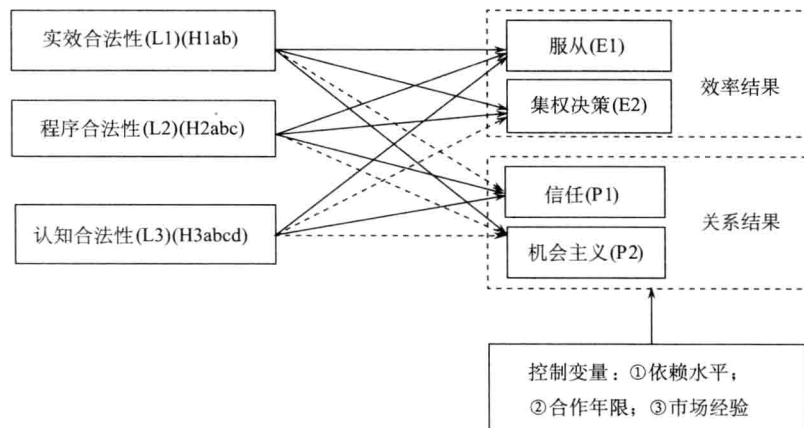 实效合法性(L1)(H1ab)
程序合法性(L2)(H2abc)
认知合法性(L3)(H3abcd)
服从(E1)
集权决策(E2)
效率结果
信任(P1)
机会主义(P2)
关系结果
控制变量：①依赖水平；
②合作年限；③市场经验